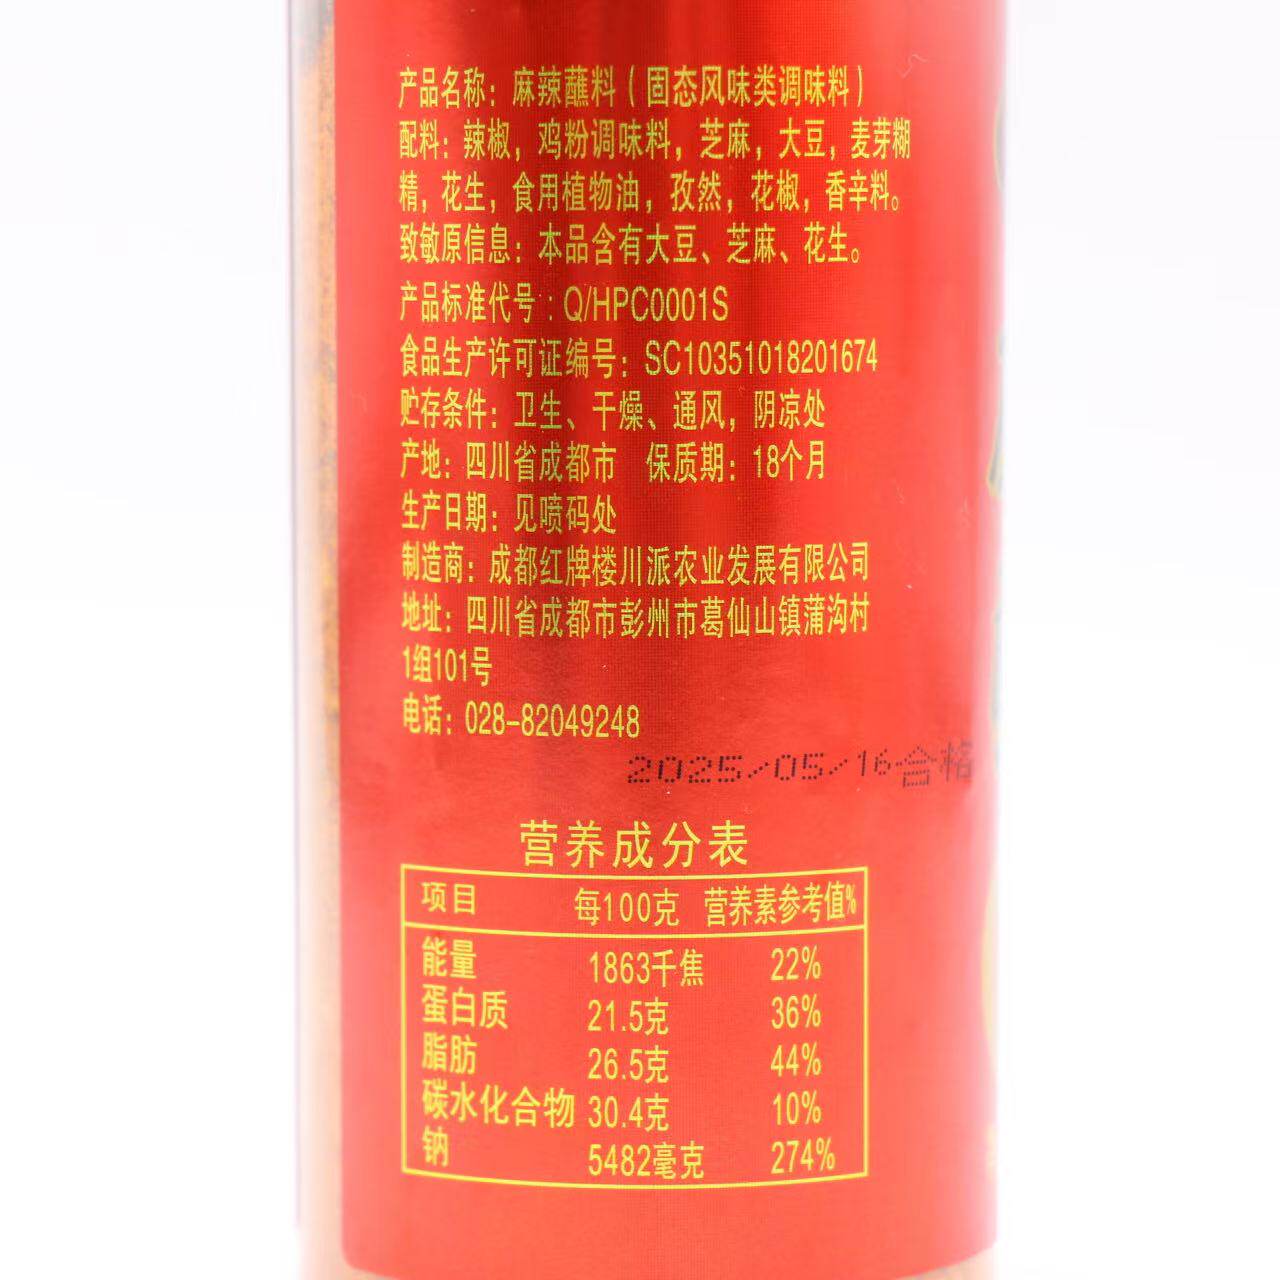 产品名称：麻辣蘸料（固态风味类调味料）
配料：辣椒，鸡粉调味料，芝麻，大豆，麦芽糊
精，花生，食用植物油，孜然，花椒，香辛料。
致敏原信息：本品含有大豆、芝麻、花生。
产品标准代号：Q/HPC0001S
食品生产许可证编号：SC10351018201674
贮存条件：卫生、干燥、通风，阴凉处
产地：四川省成都市 保质期：18个月
生产日期：见喷码处
制造商：成都红牌楼川派农业发展有限公司
地址：四川省成都市彭州市葛仙山镇蒲沟村
1组101号
电话：028-82049248
2025/05/16合格
营养成分表
项目 每100克 营养素参考值%
能量 1863千焦 22%
蛋白质 21.5克 36%
脂肪 26.5克 44%
碳水化合物 30.4克 10%
钠 5482毫克 274%